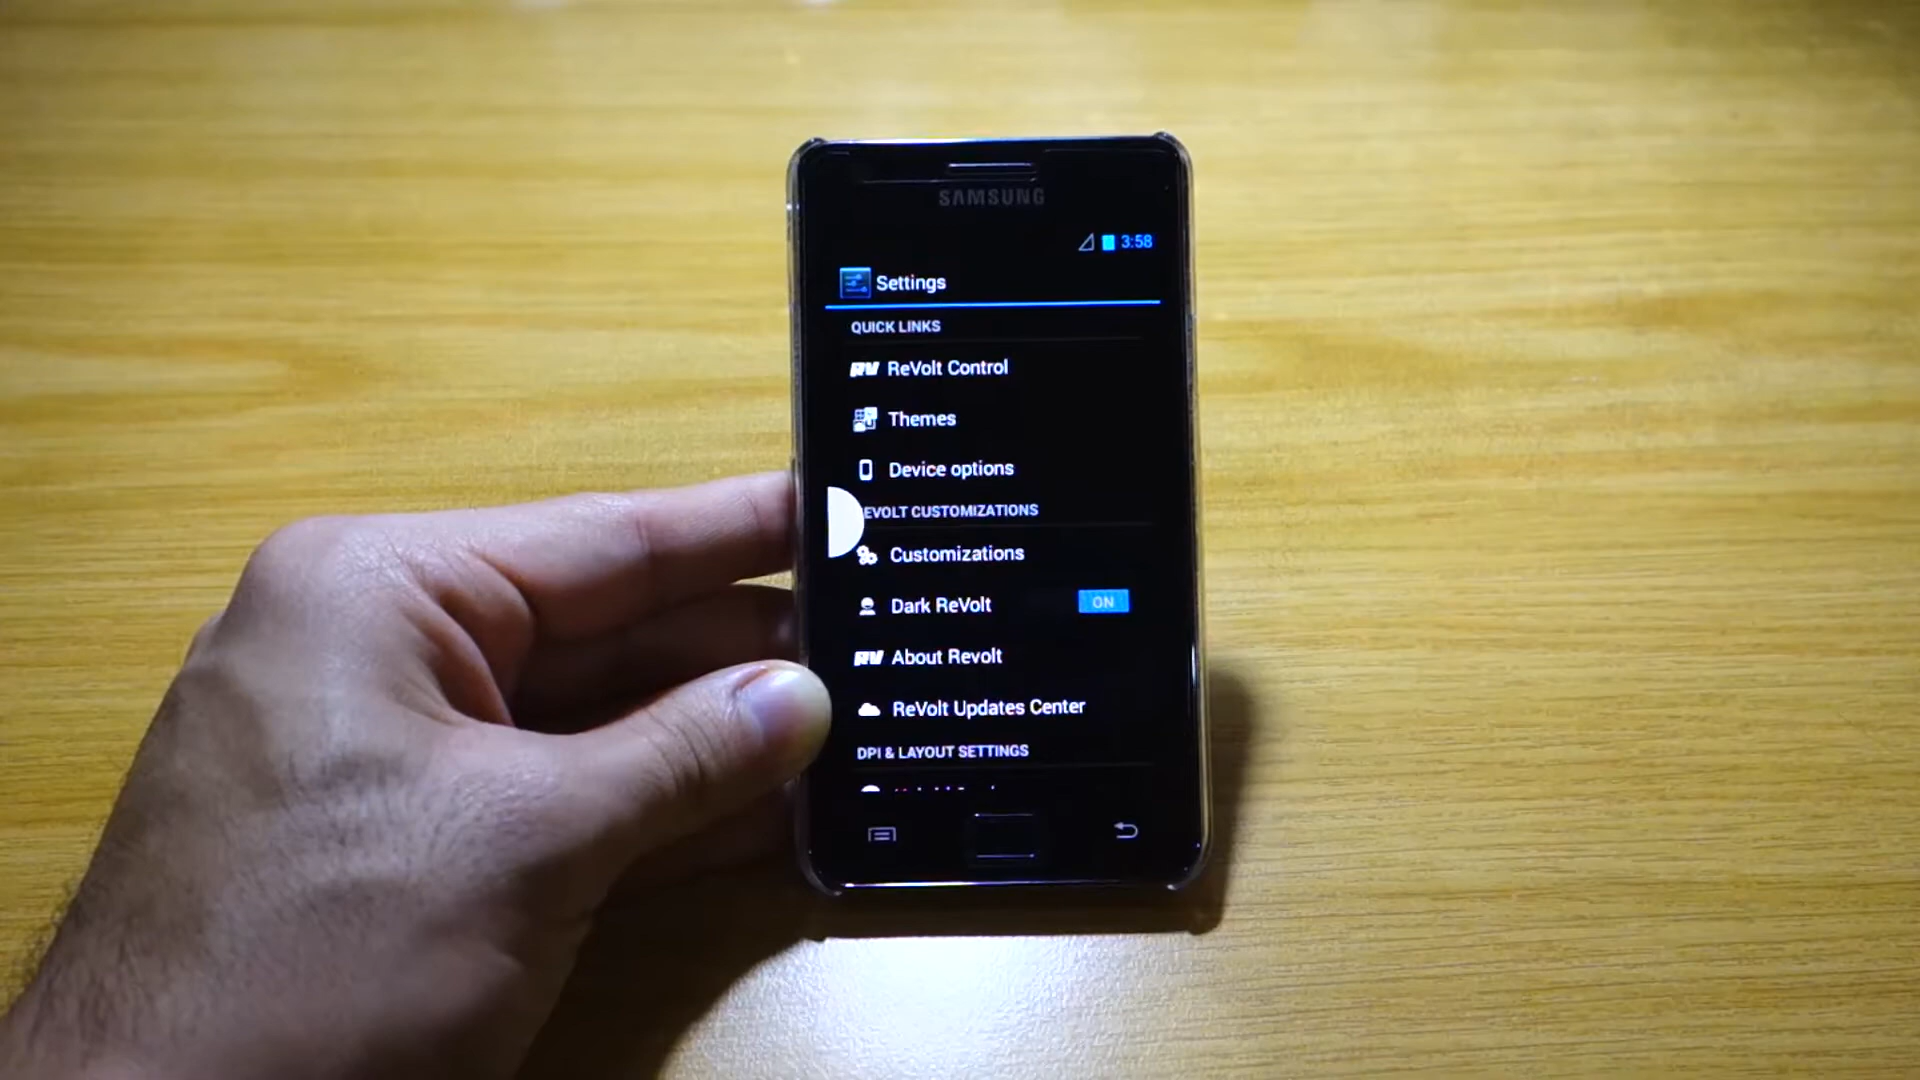 SAMSUNG
3:58
Settings
QUICK LINKS
ReValt Control
Themes
Device options
EVOLT CUSTOMIZATIONS
Customizations
Dark ReVolt ON
About Revolt
ReVolt Updates Center
DPI & LAYOUT SETTINGS